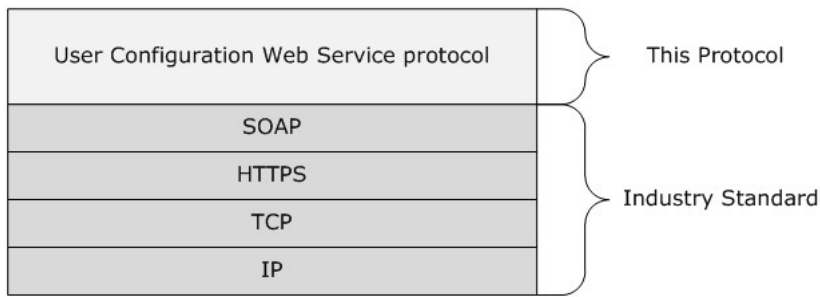 User Configuration Web Service protocol
This Protocol
SOAP
HTTPS
TCP
IP
Industry Standard